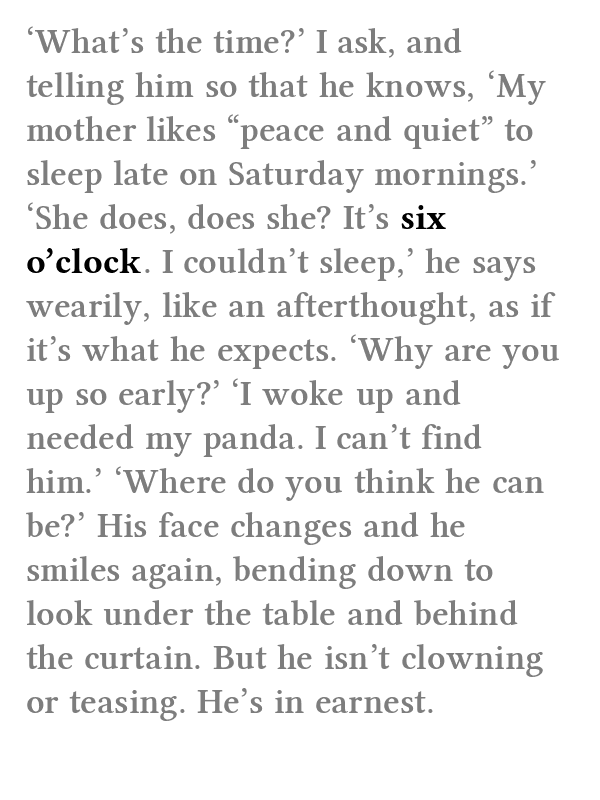 ‘What’s the time?’ I ask, and
telling him so that he knows, ‘My
mother likes “peace and quiet” to
sleep late on Saturday mornings.’
‘She does, does she? It’s six
o’clock. I couldn’t sleep,’ he says
wearily, like an afterthought, as if
it’s what he expects. ‘Why are you
up so early?’ ‘I woke up and
needed my panda. I can’t find
him.’ ‘Where do you think he can
be?’ His face changes and he
smiles again, bending down to
look under the table and behind
the curtain. But he isn’t clowning
or teasing. He’s in earnest.